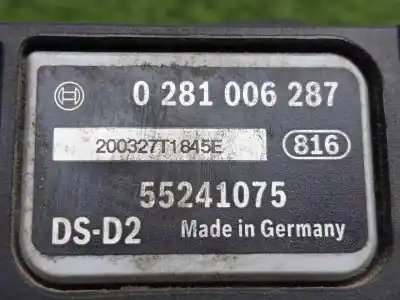 0 281 006 287
200327T1845E
816
55241075
DS-D2 Made in Germany